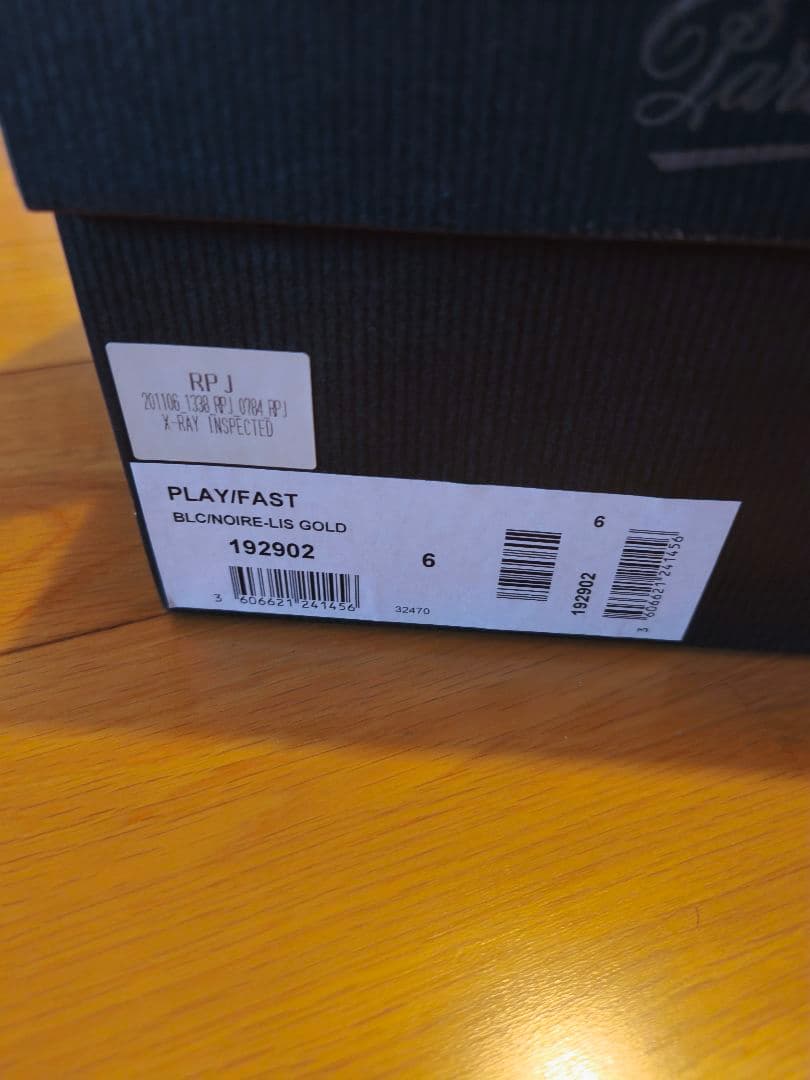 RPJ
201106_1338_RPJ_0784_RPJ
X-RAY INSPECTED
PLAY/FAST
BLC/NOIRE-LIS GOLD
192902
3 606621 241456
6
32470
6
192902
3 606621 241456